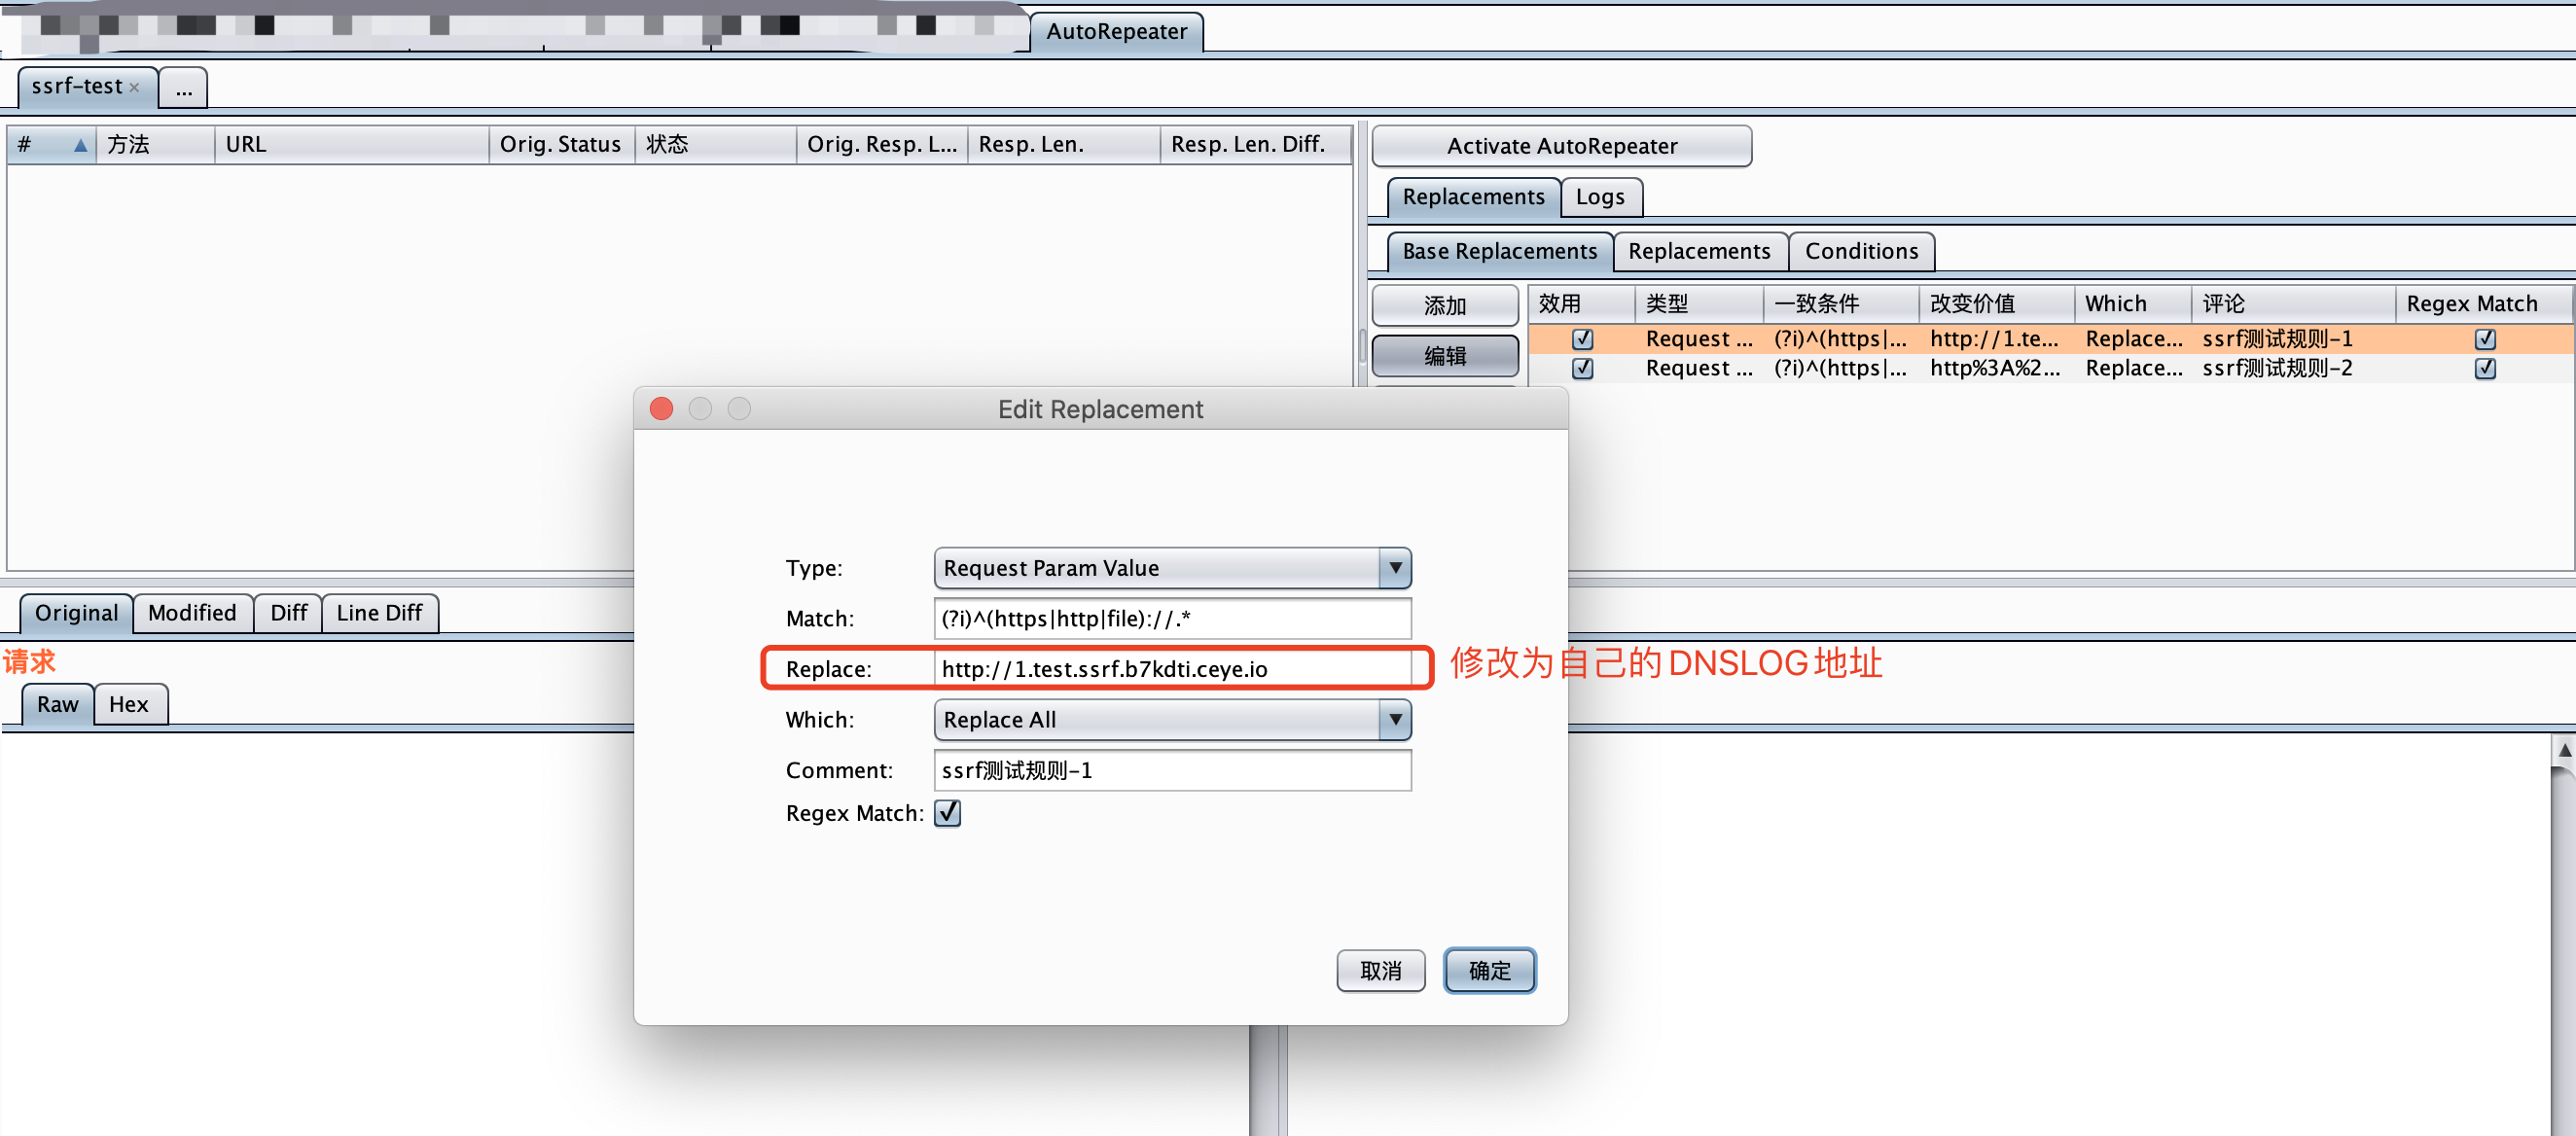 AutoRepeater
ssrf-test ×
...
# 方法 URL Orig. Status 状态 Orig. Resp. L... Resp. Len. Resp. Len. Diff.
Activate AutoRepeater
Replacements Logs
Base Replacements Replacements Conditions
添加
编辑
效用 类型 一致条件 改变价值 Which 评论 Regex Match
Request ... (?i)^(https|... http://1.te... Replace... ssrf测试规则-1
Request ... (?i)^(https|... http%3A%2... Replace... ssrf测试规则-2
Edit Replacement
Type: Request Param Value
Match: (?i)^(https|http|file)://.*
Replace: http://1.test.ssrf.b7kdti.ceye.io
修改为自己的DNSLOG地址
Which: Replace All
Comment: ssrf测试规则-1
Regex Match:
取消 确定
Original Modified Diff Line Diff
请求
Raw Hex